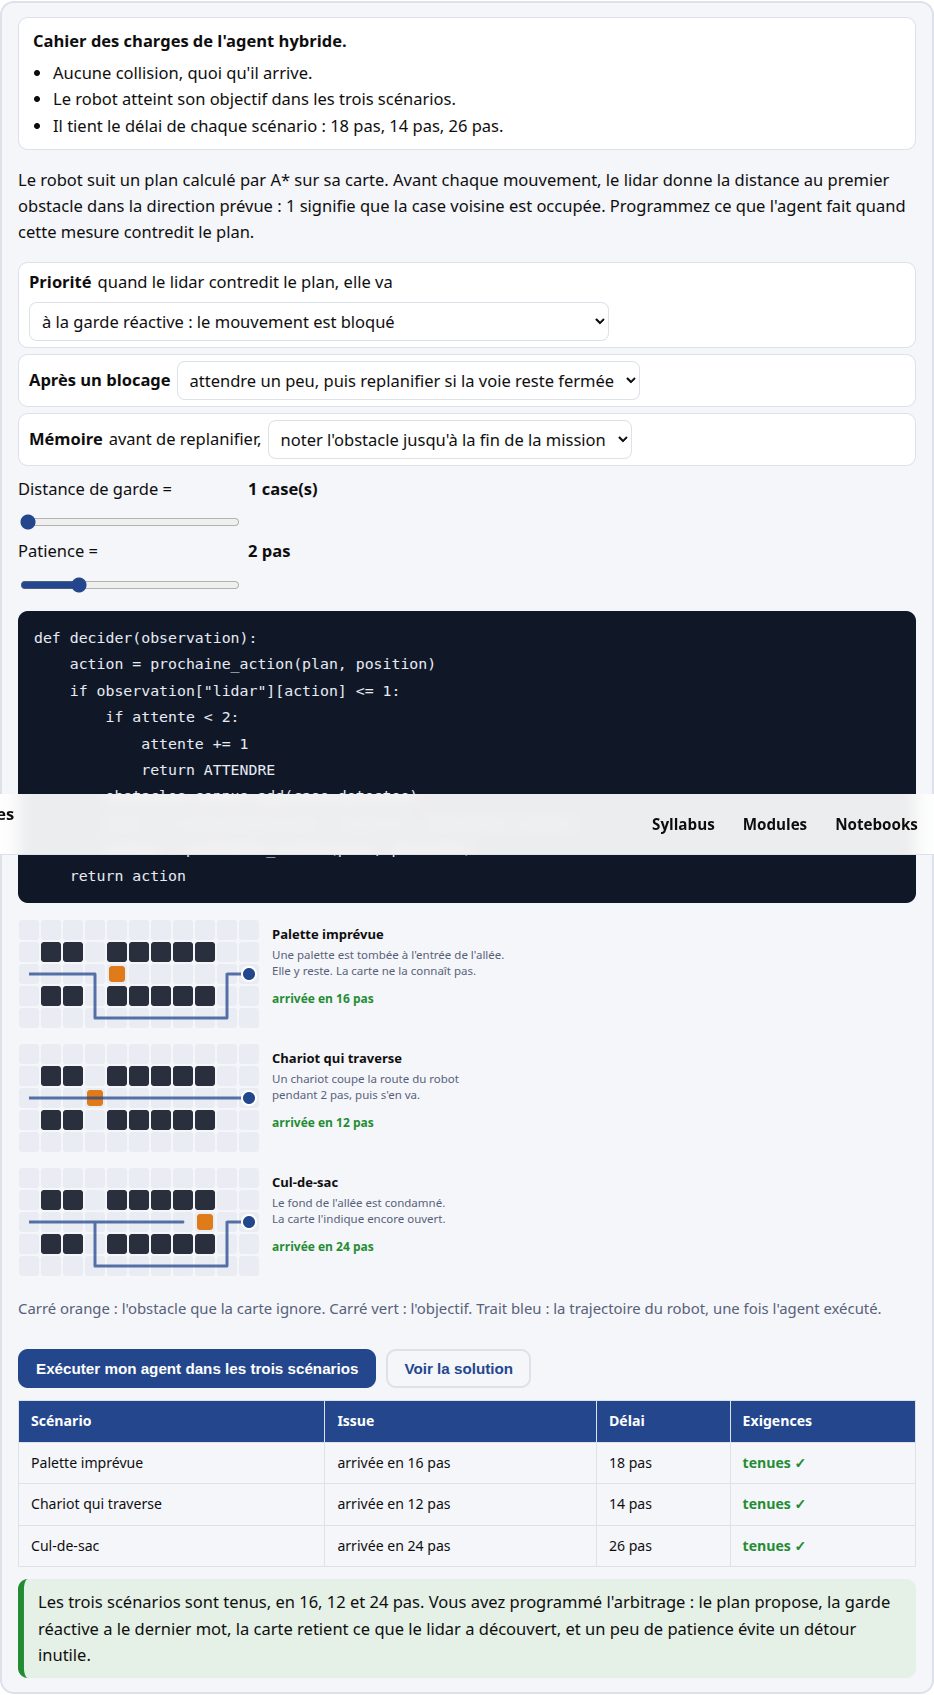 Cahier des charges de l'agent hybride.
• Aucune collision, quoi qu'il arrive.
• Le robot atteint son objectif dans les trois scénarios.
• Il tient le délai de chaque scénario : 18 pas, 14 pas, 26 pas.
Le robot suit un plan calculé par A* sur sa carte. Avant chaque mouvement, le lidar donne la distance au premier
obstacle dans la direction prévue : 1 signifie que la case voisine est occupée. Programmez ce que l'agent fait quand
cette mesure contredit le plan.
Priorité quand le lidar contredit le plan, elle va
à la garde réactive : le mouvement est bloqué
Après un blocage attendre un peu, puis replanifier si la voie reste fermée
Mémoire avant de replanifier, noter l'obstacle jusqu'à la fin de la mission
Distance de garde = 1 case(s)
Patience = 2 pas
def decider(observation):
    action = prochaine_action(plan, position)
    if observation["lidar"][action] <= 1:
        if attente < 2:
            attente += 1
            return ATTENDRE
es Syllabus Modules Notebooks
    return action
Palette imprévue
Une palette est tombée à l'entrée de l'allée.
Elle y reste. La carte ne la connaît pas.
arrivée en 16 pas
Chariot qui traverse
Un chariot coupe la route du robot
pendant 2 pas, puis s'en va.
arrivée en 12 pas
Cul-de-sac
Le fond de l'allée est condamné.
La carte l'indique encore ouvert.
arrivée en 24 pas
Carré orange : l'obstacle que la carte ignore. Carré vert : l'objectif. Trait bleu : la trajectoire du robot, une fois l'agent exécuté.
Exécuter mon agent dans les trois scénarios Voir la solution
Scénario Issue Délai Exigences
Palette imprévue arrivée en 16 pas 18 pas tenues ✓
Chariot qui traverse arrivée en 12 pas 14 pas tenues ✓
Cul-de-sac arrivée en 24 pas 26 pas tenues ✓
Les trois scénarios sont tenus, en 16, 12 et 24 pas. Vous avez programmé l'arbitrage : le plan propose, la garde
réactive a le dernier mot, la carte retient ce que le lidar a découvert, et un peu de patience évite un détour
inutile.